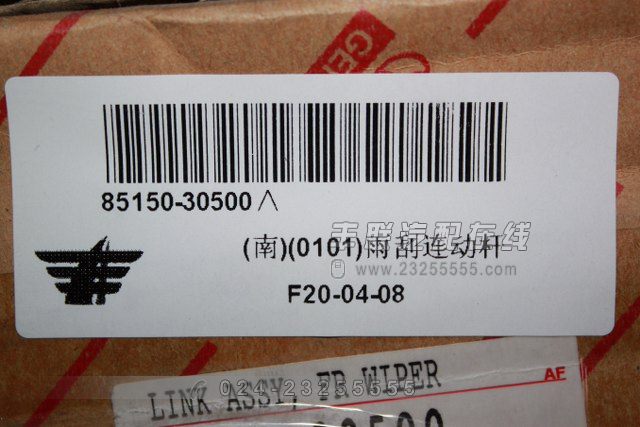 GEN
85150-30500
(南)(0101)雨刮连动杆
丰联汽配在线
www.23255555.com
F20-04-08
024-23255555
LINK ASSY, FR WIPER
AF